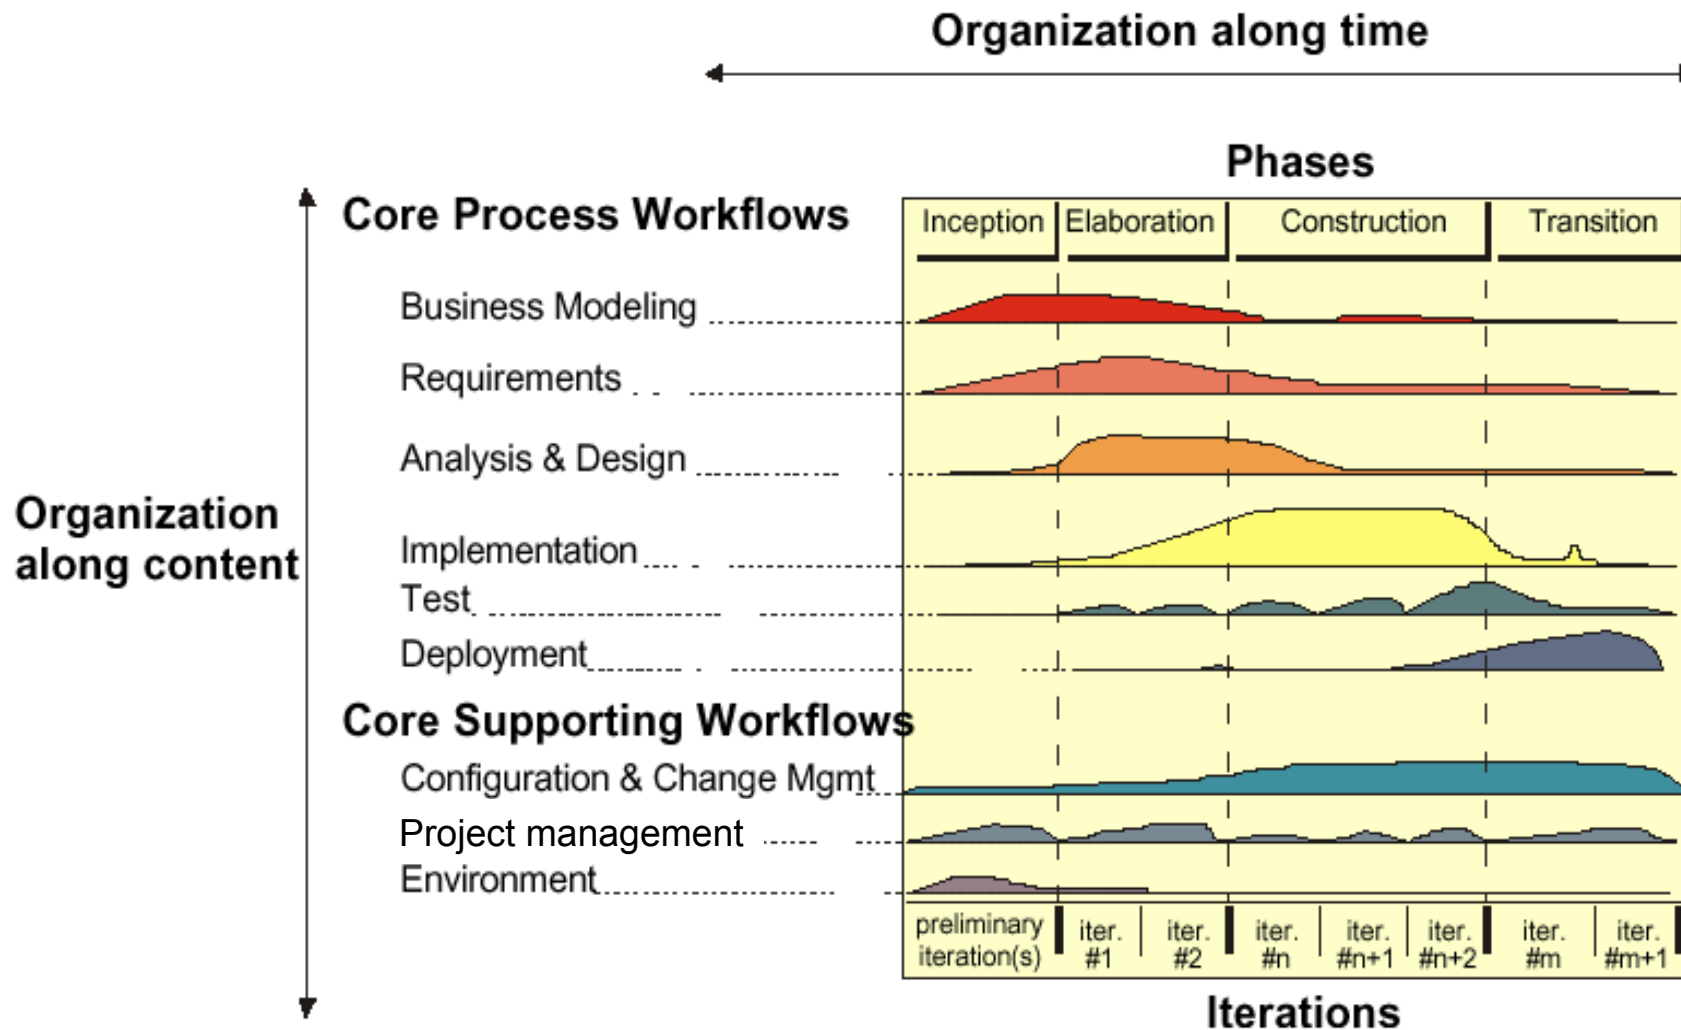 Organization along time
Phases
Core Process Workflows
Inception Elaboration Construction Transition
Business Modeling
Requirements
Analysis & Design
Organization
along content
Implementation
Test
Deployment
Core Supporting Workflows
Configuration & Change Mgmt
Project management
Environment
preliminary
iteration(s)
iter.
#1
iter.
#2
iter.
#n
iter.
#n+1
iter.
#n+2
iter.
#m
iter.
#m+1
Iterations